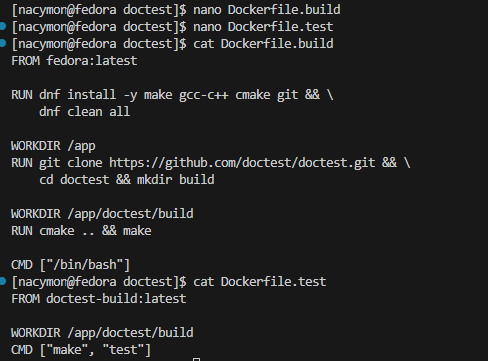 [nacymon@fedora doctest]$ nano Dockerfile.build
[nacymon@fedora doctest]$ nano Dockerfile.test
[nacymon@fedora doctest]$ cat Dockerfile.build
FROM fedora:latest

RUN dnf install -y make gcc-c++ cmake git && \
    dnf clean all

WORKDIR /app
RUN git clone https://github.com/doctest/doctest.git && \
    cd doctest && mkdir build

WORKDIR /app/doctest/build
RUN cmake .. && make

CMD ["/bin/bash"]
[nacymon@fedora doctest]$ cat Dockerfile.test
FROM doctest-build:latest

WORKDIR /app/doctest/build
CMD ["make", "test"]